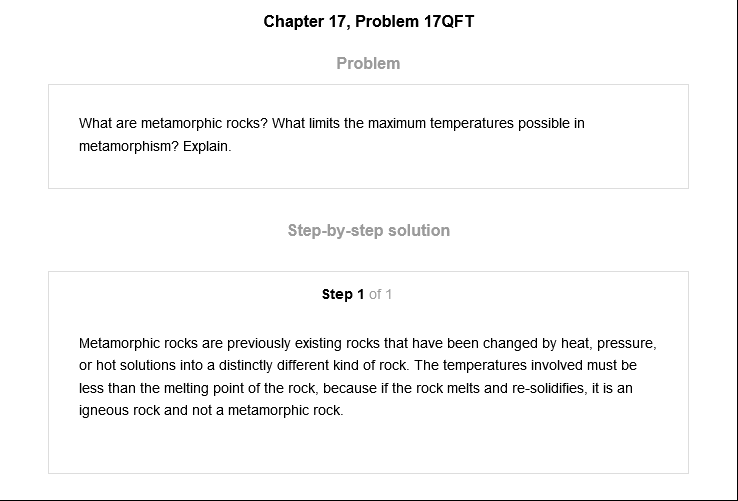 Chapter 17, Problem 17QFT
Problem
What are metamorphic rocks? What limits the maximum temperatures possible in
metamorphism? Explain.
Step-by-step solution
Step 1 of 1
Metamorphic rocks are previously existing rocks that have been changed by heat, pressure,
or hot solutions into a distinctly different kind of rock. The temperatures involved must be
less than the melting point of the rock, because if the rock melts and re-solidifies, it is an
igneous rock and not a metamorphic rock.